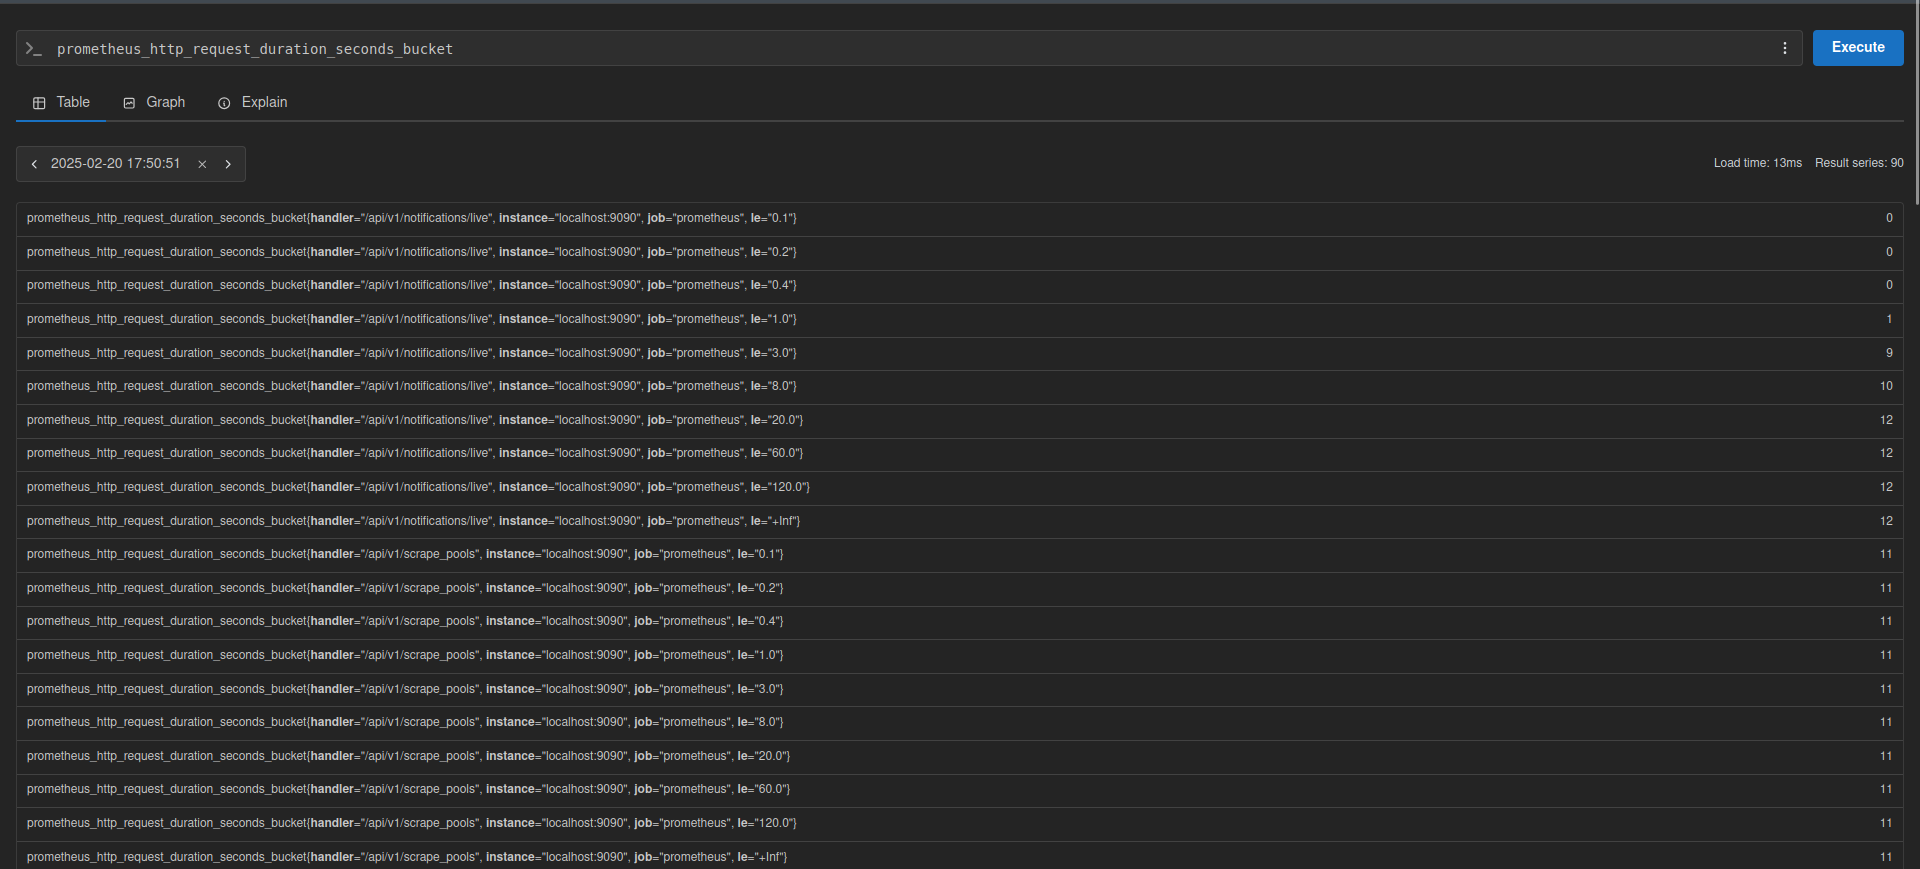 prometheus_http_request_duration_seconds_bucket
Execute
Table Graph Explain
2025-02-20 17:50:51 Load time: 13ms Result series: 90
prometheus_http_request_duration_seconds_bucket{handler="/api/v1/notifications/live", instance="localhost:9090", job="prometheus", le="0.1"} 0
prometheus_http_request_duration_seconds_bucket{handler="/api/v1/notifications/live", instance="localhost:9090", job="prometheus", le="0.2"} 0
prometheus_http_request_duration_seconds_bucket{handler="/api/v1/notifications/live", instance="localhost:9090", job="prometheus", le="0.4"} 0
prometheus_http_request_duration_seconds_bucket{handler="/api/v1/notifications/live", instance="localhost:9090", job="prometheus", le="1.0"} 1
prometheus_http_request_duration_seconds_bucket{handler="/api/v1/notifications/live", instance="localhost:9090", job="prometheus", le="3.0"} 9
prometheus_http_request_duration_seconds_bucket{handler="/api/v1/notifications/live", instance="localhost:9090", job="prometheus", le="8.0"} 10
prometheus_http_request_duration_seconds_bucket{handler="/api/v1/notifications/live", instance="localhost:9090", job="prometheus", le="20.0"} 12
prometheus_http_request_duration_seconds_bucket{handler="/api/v1/notifications/live", instance="localhost:9090", job="prometheus", le="60.0"} 12
prometheus_http_request_duration_seconds_bucket{handler="/api/v1/notifications/live", instance="localhost:9090", job="prometheus", le="120.0"} 12
prometheus_http_request_duration_seconds_bucket{handler="/api/v1/notifications/live", instance="localhost:9090", job="prometheus", le="+Inf"} 12
prometheus_http_request_duration_seconds_bucket{handler="/api/v1/scrape_pools", instance="localhost:9090", job="prometheus", le="0.1"} 11
prometheus_http_request_duration_seconds_bucket{handler="/api/v1/scrape_pools", instance="localhost:9090", job="prometheus", le="0.2"} 11
prometheus_http_request_duration_seconds_bucket{handler="/api/v1/scrape_pools", instance="localhost:9090", job="prometheus", le="0.4"} 11
prometheus_http_request_duration_seconds_bucket{handler="/api/v1/scrape_pools", instance="localhost:9090", job="prometheus", le="1.0"} 11
prometheus_http_request_duration_seconds_bucket{handler="/api/v1/scrape_pools", instance="localhost:9090", job="prometheus", le="3.0"} 11
prometheus_http_request_duration_seconds_bucket{handler="/api/v1/scrape_pools", instance="localhost:9090", job="prometheus", le="8.0"} 11
prometheus_http_request_duration_seconds_bucket{handler="/api/v1/scrape_pools", instance="localhost:9090", job="prometheus", le="20.0"} 11
prometheus_http_request_duration_seconds_bucket{handler="/api/v1/scrape_pools", instance="localhost:9090", job="prometheus", le="60.0"} 11
prometheus_http_request_duration_seconds_bucket{handler="/api/v1/scrape_pools", instance="localhost:9090", job="prometheus", le="120.0"} 11
prometheus_http_request_duration_seconds_bucket{handler="/api/v1/scrape_pools", instance="localhost:9090", job="prometheus", le="+Inf"} 11